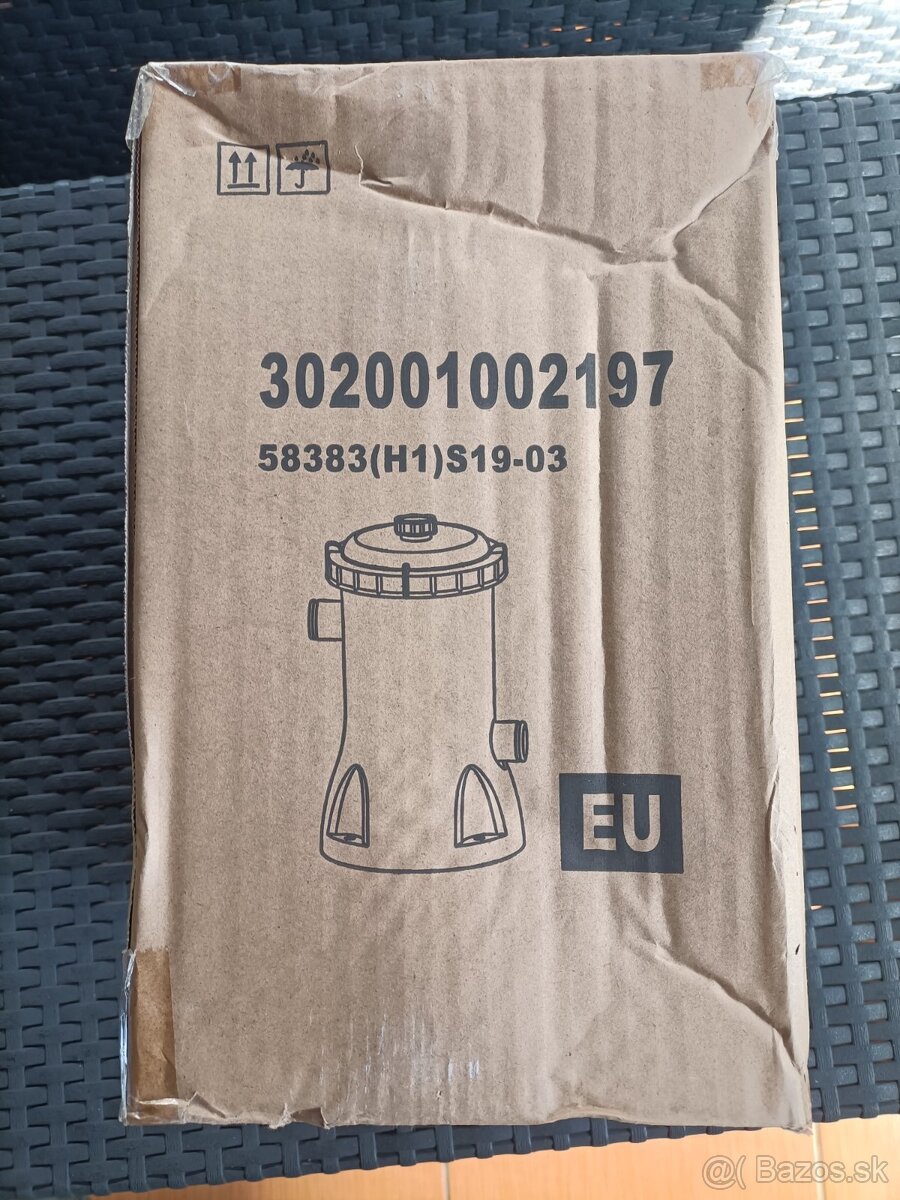 302001002197
58383(H1)S19-03
EU
@( Bazos.sk